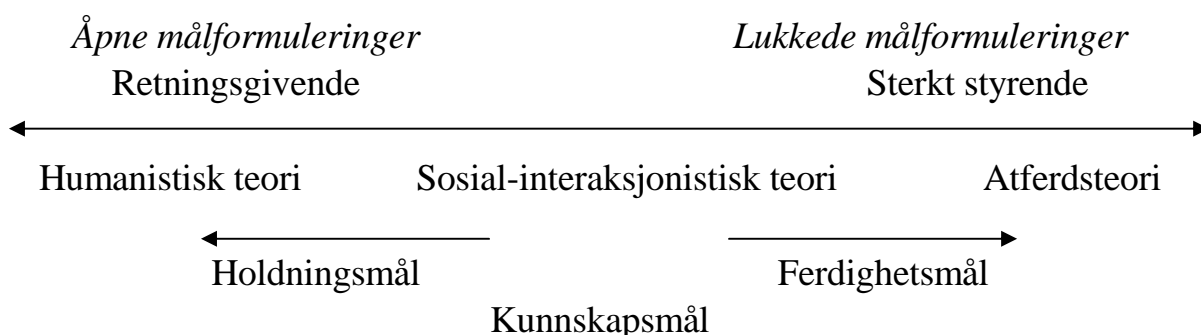 Åpne målformuleringer Lukkede målformuleringer
Retningsgivende Sterkt styrende
Humanistisk teori Sosial-interaksjonistisk teori Atferdsteori
Holdningsmål Ferdighetsmål
Kunnskapsmål